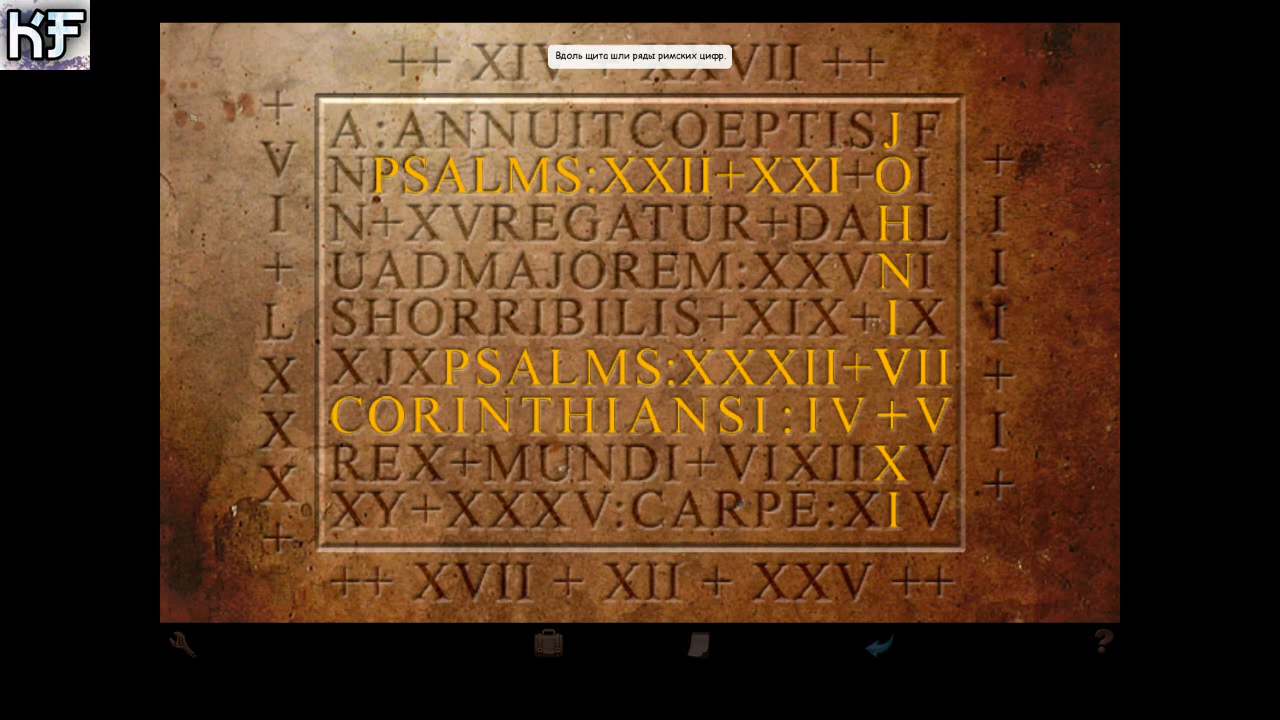 KF
Вдоль щита шли ряды римских цифр.
++ XIV + XXVII ++
+ V I + L X X X +
A:ANNUITCOEPTISJF
NPSALMS:XXII+XXI+OI
N+XVREGATUR+DAHL
UADMAJOREM:XXVNI
SHORRIBILIS+XIX+IX
XJXPSALMS:XXXII+VII
CORINTHIANSI:IV+V
REX+MUNDI+VIXIIXV
XY+XXXV:CARPE:XIV
+ I I I + I +
++ XVII + XII + XXV ++
?